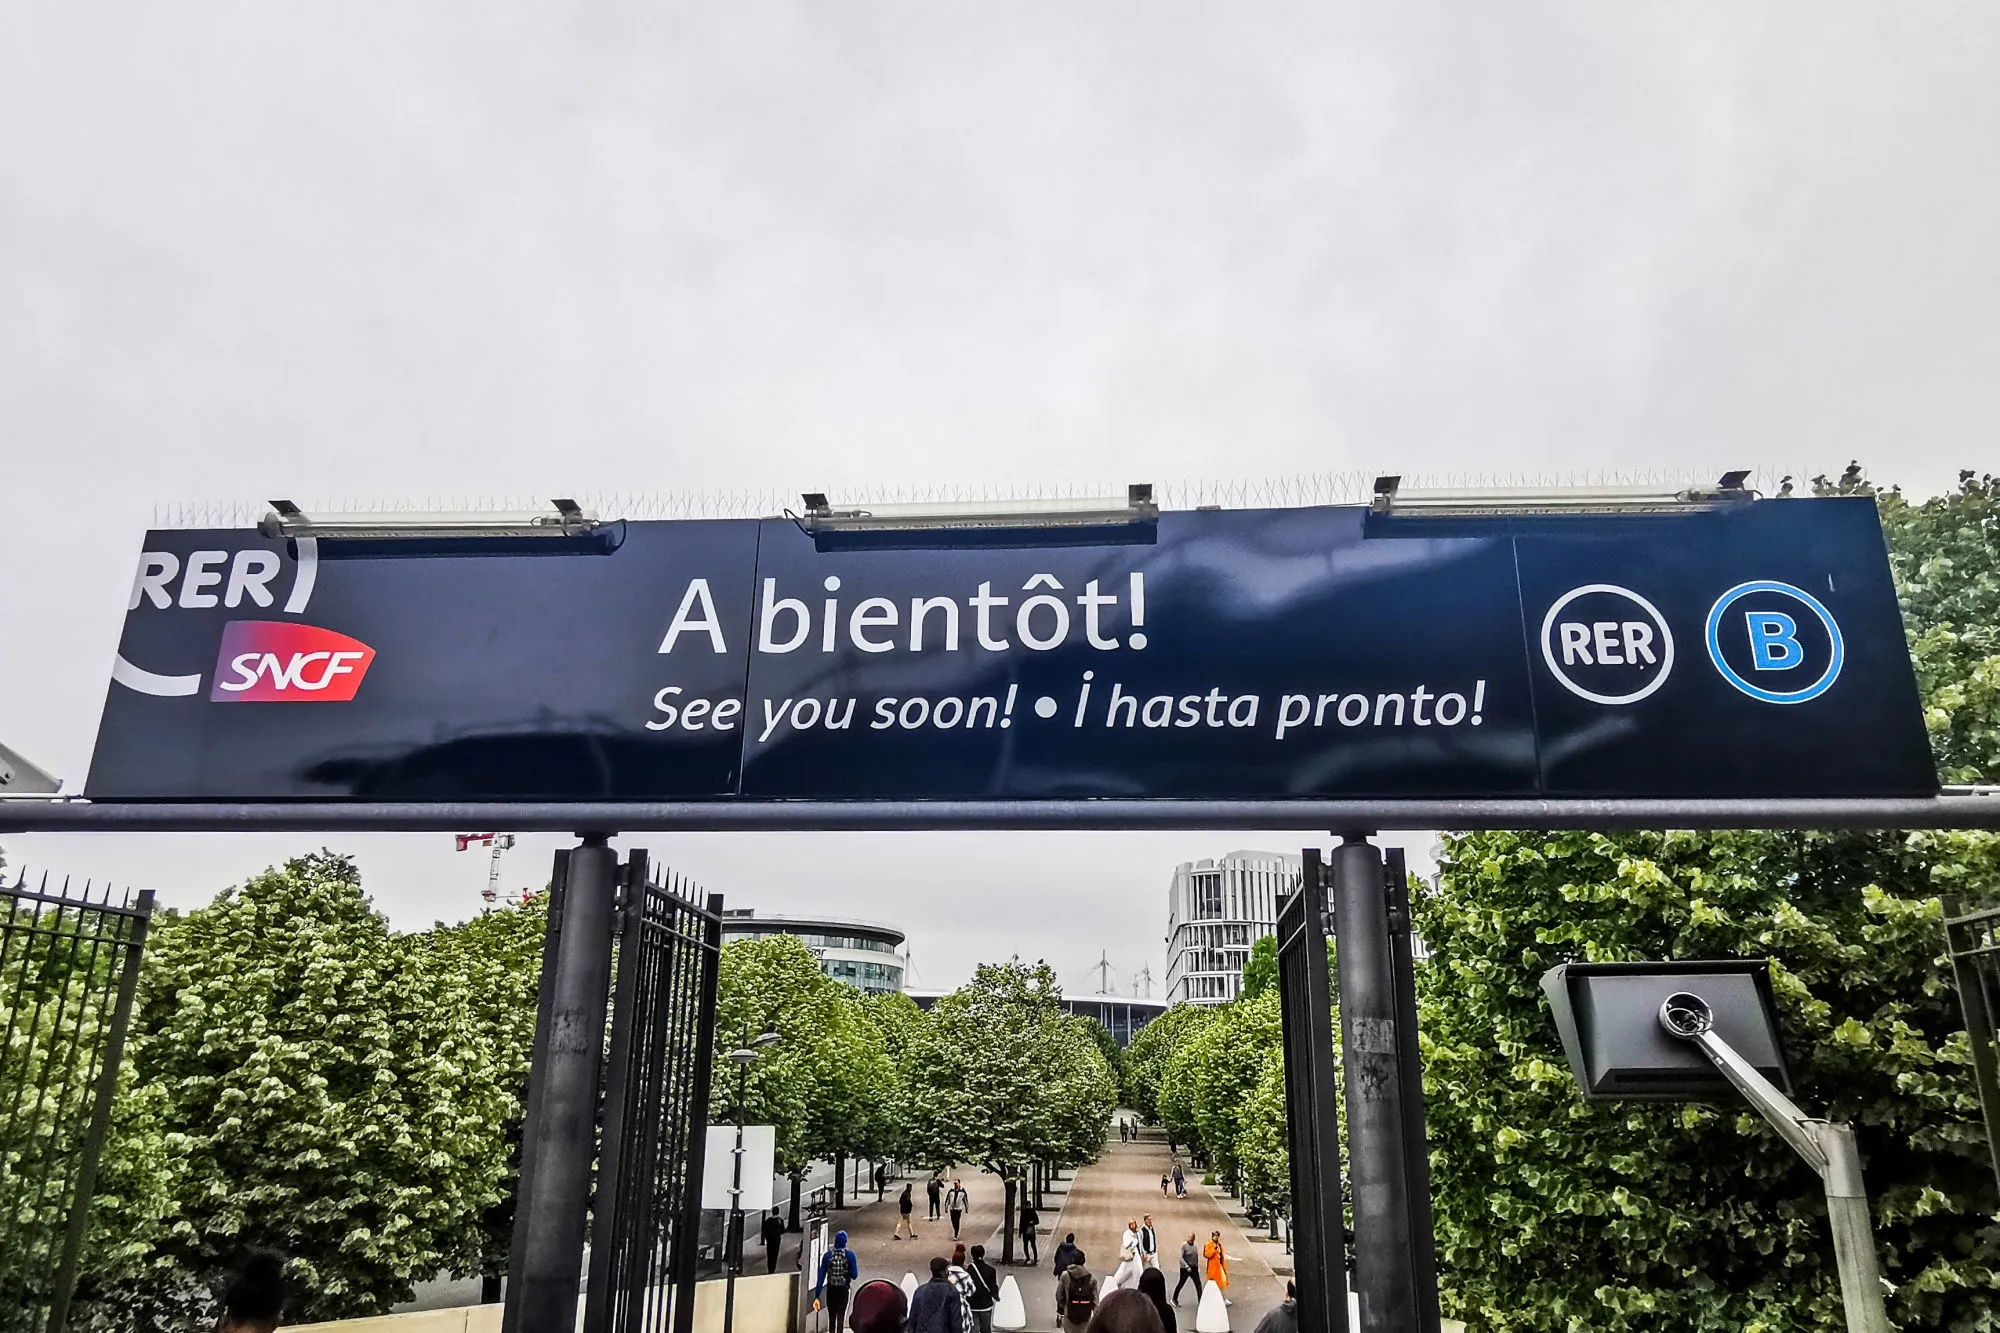 RER
SNCF
A bientôt!
See you soon! • İ hasta pronto!
RER
B